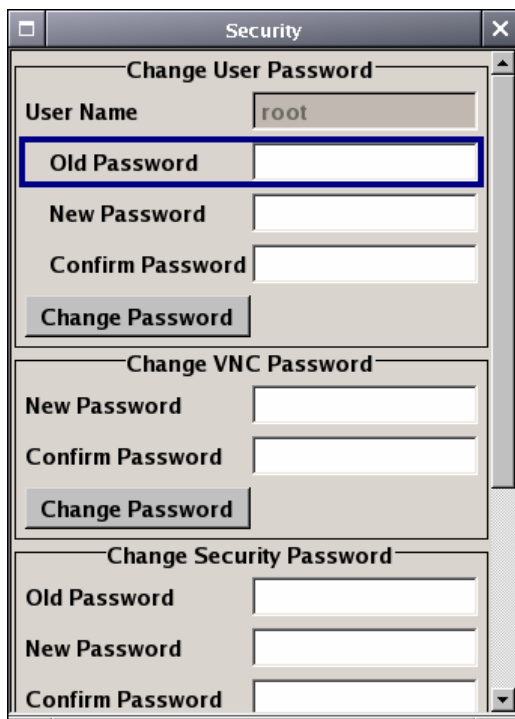 Security
Change User Password
User Name root
Old Password
New Password
Confirm Password
Change Password
Change VNC Password
New Password
Confirm Password
Change Password
Change Security Password
Old Password
New Password
Confirm Password